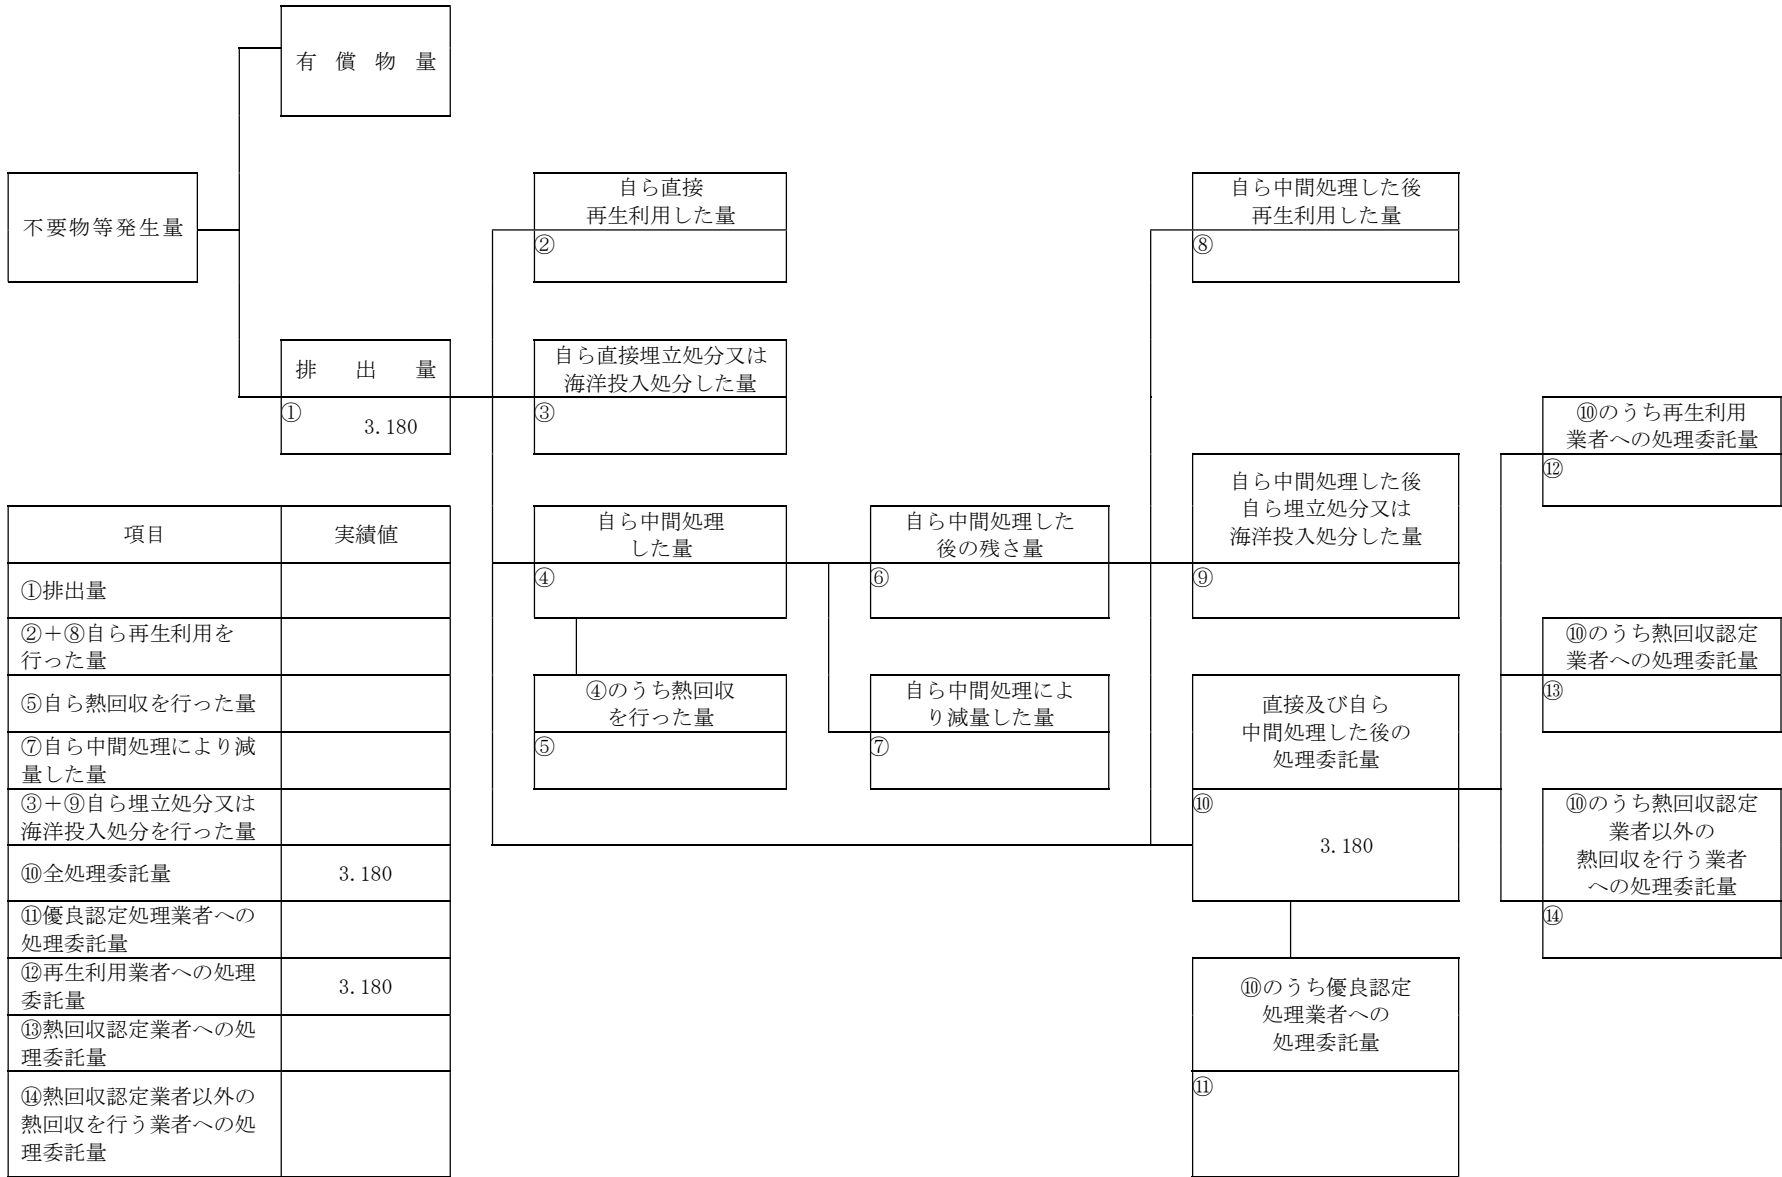 有 償 物 量
不要物等発生量
自ら直接
再生利用した量
②
自ら中間処理した後
再生利用した量
⑧
排 出 量
①
3.180
自ら直接埋立処分又は
海洋投入処分した量
③
⑩のうち再生利用
業者への処理委託量
⑫
自ら中間処理した後
自ら埋立処分又は
海洋投入処分した量
⑨
自ら中間処理
した量
④
自ら中間処理した
後の残さ量
⑥
⑩のうち熱回収認定
業者への処理委託量
⑬
④のうち熱回収
を行った量
⑤
自ら中間処理によ
り減量した量
⑦
直接及び自ら
中間処理した後の
処理委託量
⑩
3.180
⑩のうち熱回収認定
業者以外の
熱回収を行う業者
への処理委託量
⑭
⑩のうち優良認定
処理業者への
処理委託量
⑪
項目 実績値
①排出量
②＋⑧自ら再生利用を
行った量
⑤自ら熱回収を行った量
⑦自ら中間処理により減
量した量
③＋⑨自ら埋立処分又は
海洋投入処分を行った量
⑩全処理委託量 3.180
⑪優良認定処理業者への
処理委託量
⑫再生利用業者への処理
委託量 3.180
⑬熱回収認定業者への処
理委託量
⑭熱回収認定業者以外の
熱回収を行う業者への処
理委託量